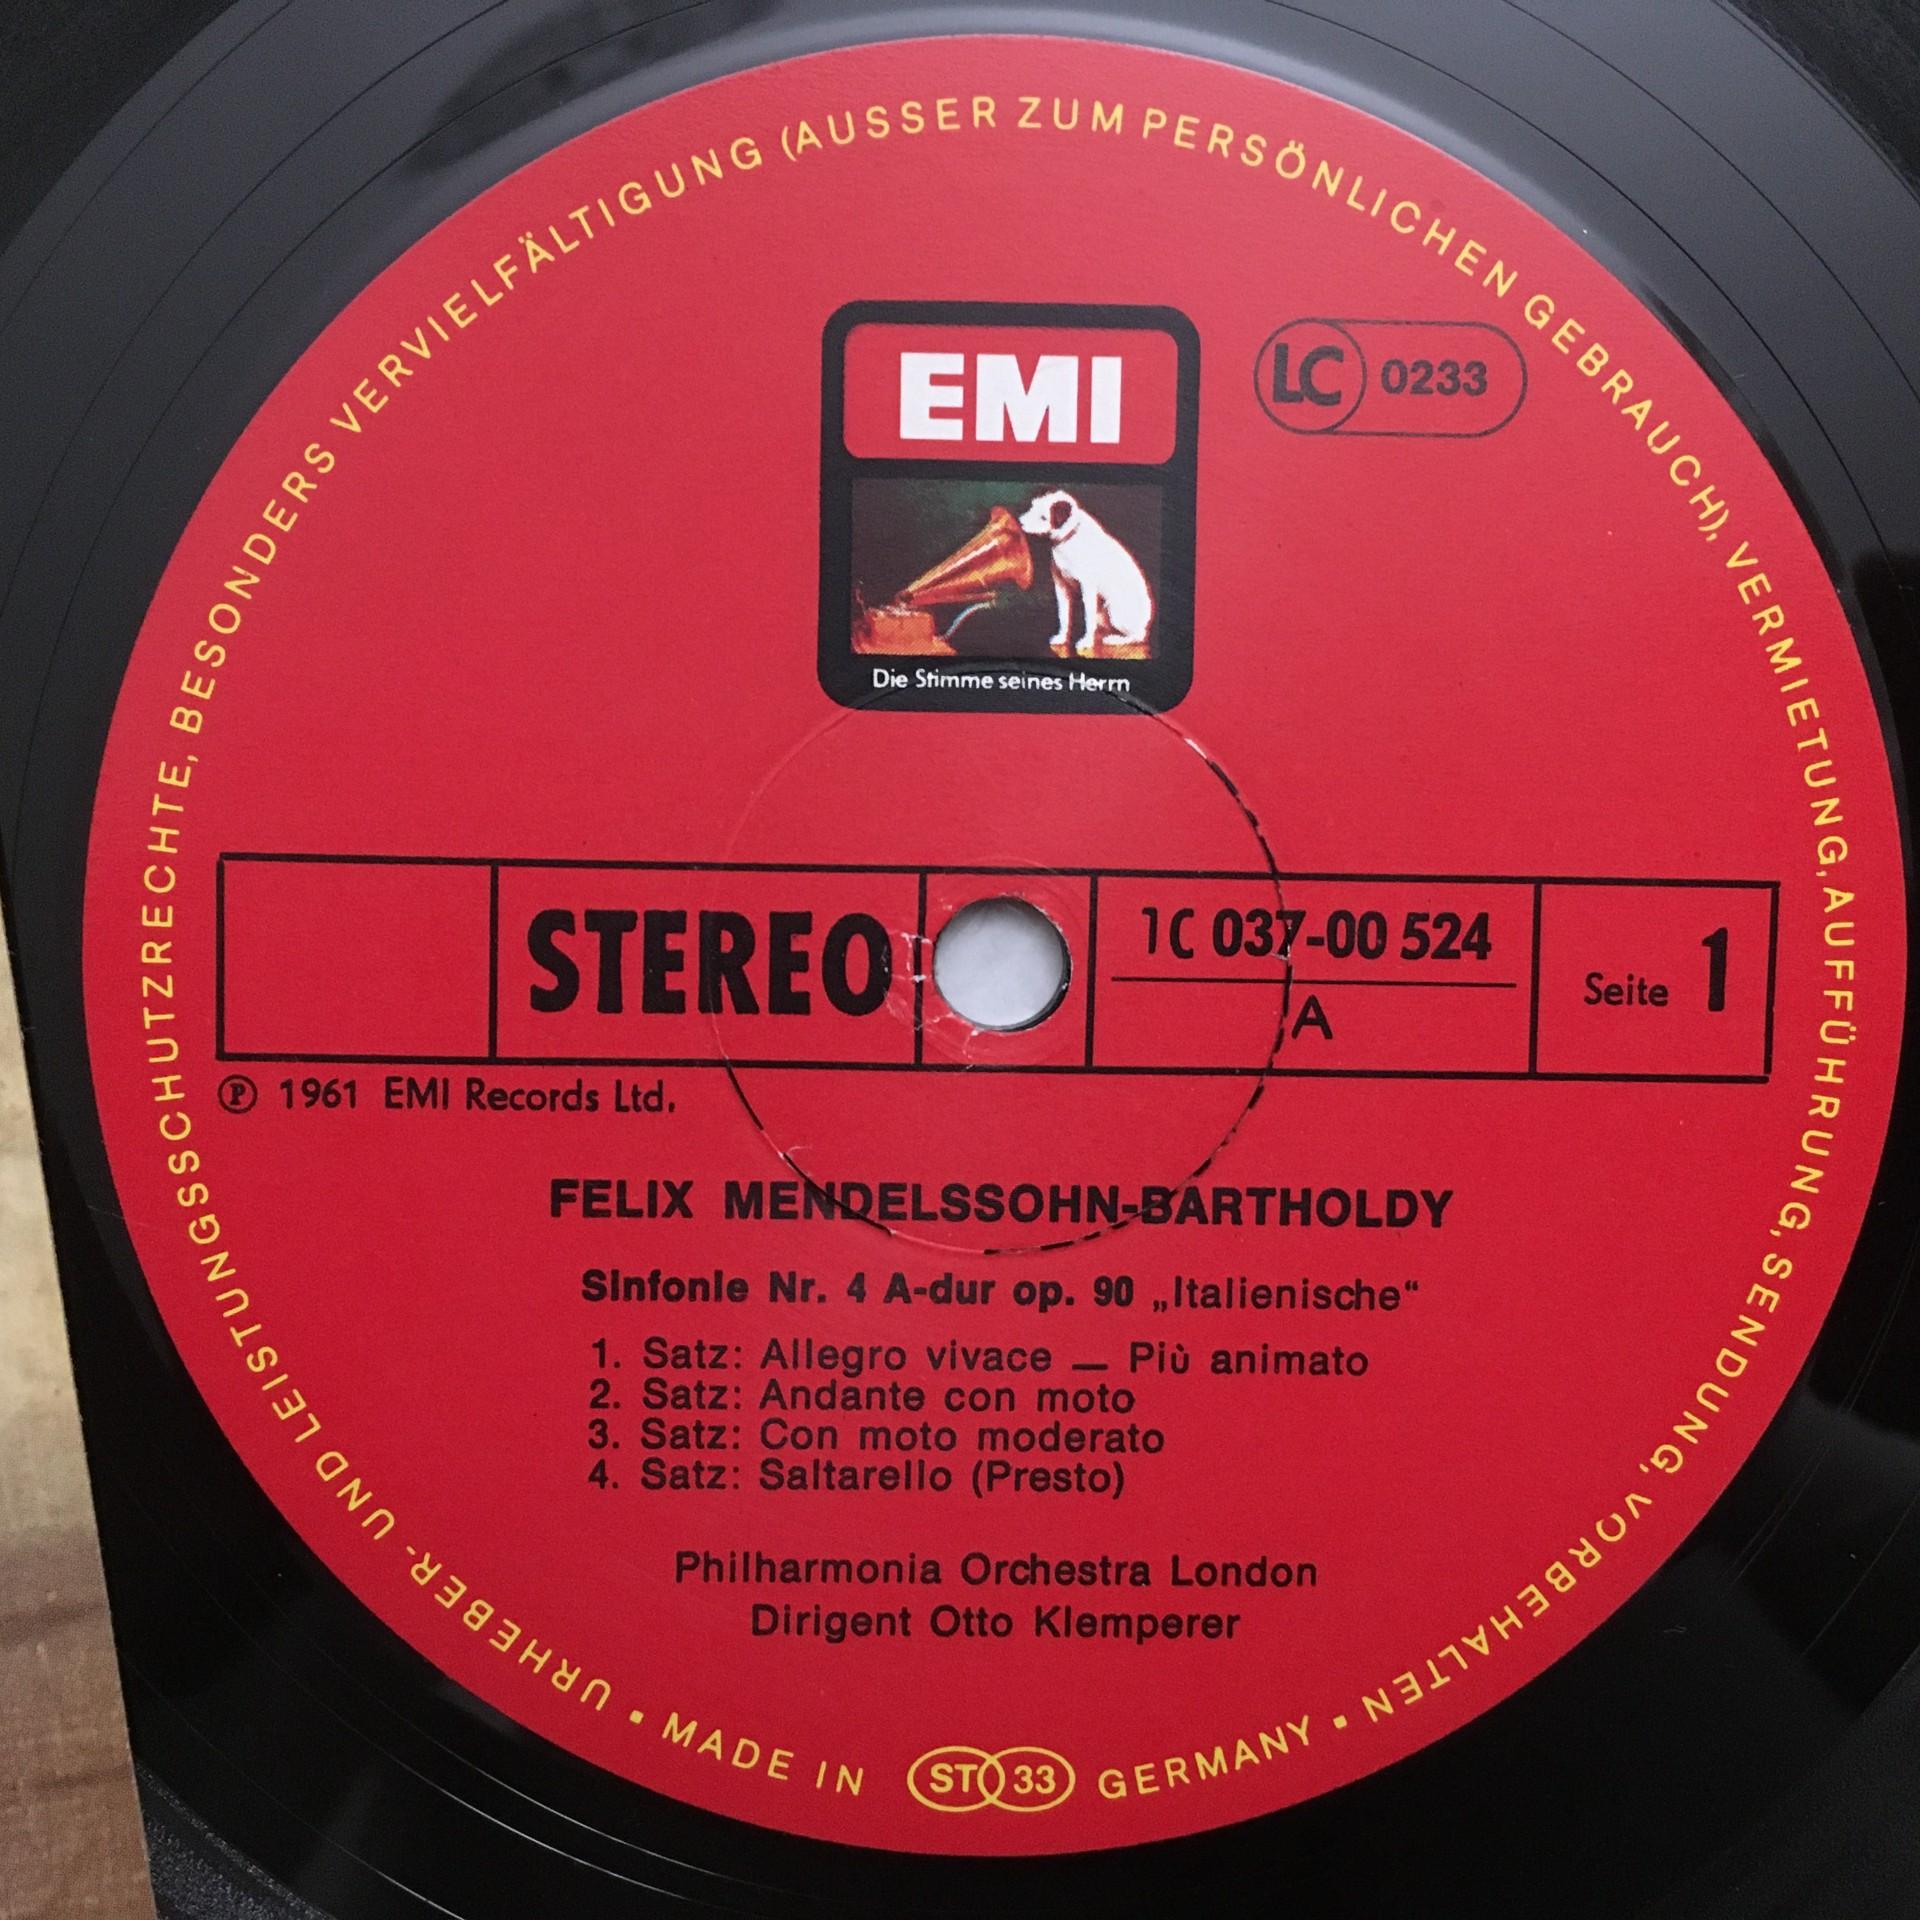 URHEBER- UND LEISTUNGSSCHUTZRECHTE, BESONDERS VERVIELFÄLTIGUNG (AUSSER ZUM PERSÖNLICHEN GEBRAUCH), VERMIETUNG, AUFFÜHRUNG, SENDUNG, VORBEHALTEN •
EMI
LC 0233
Die Stimme seines Herrn
STEREO
1C 037-00 524
A
Seite 1
℗ 1961 EMI Records Ltd.
FELIX MENDELSSOHN-BARTHOLDY
Sinfonie Nr. 4 A-dur op. 90 „Italienische“
1. Satz: Allegro vivace — Più animato
2. Satz: Andante con moto
3. Satz: Con moto moderato
4. Satz: Saltarello (Presto)
Philharmonia Orchestra London
Dirigent Otto Klemperer
• MADE IN ST 33 GERMANY